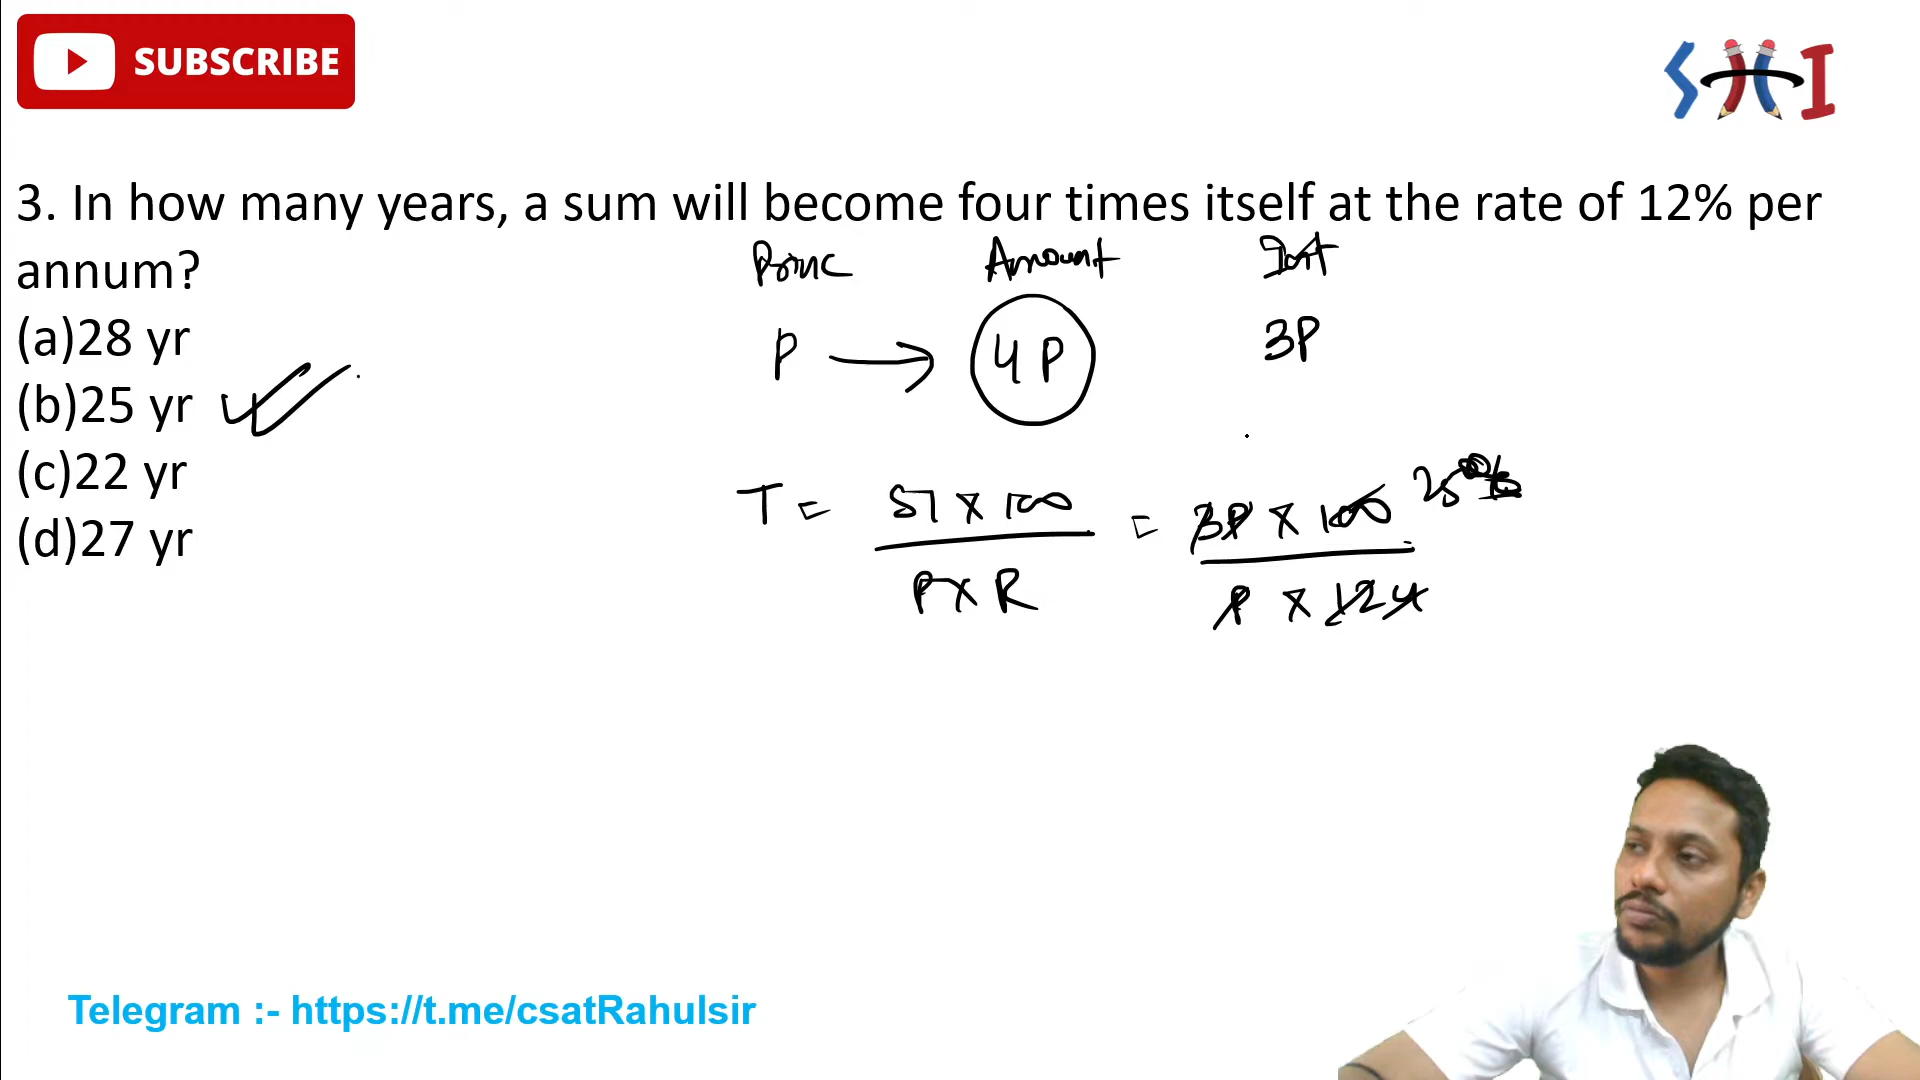 SUBSCRIBE
SHI
3. In how many years, a sum will become four times itself at the rate of 12% per
annum?
(a)28 yr
(b)25 yr
(c)22 yr
(d)27 yr
Princ Amount Int
P → 4P 3P
T = SI × 100 = 3P × 100 25
P × R P × 12 4
Telegram :- https://t.me/csatRahulsir